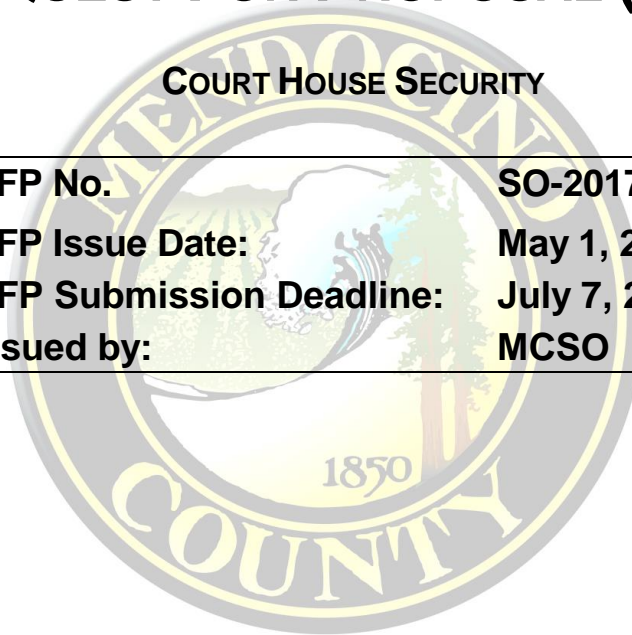 COURT HOUSE SECURITY
FP No. SO-2017
FP Issue Date: May 1, 2
FP Submission Deadline: July 7, 2
ssued by: MCSO
MENDOCINO
1850
COUNTY